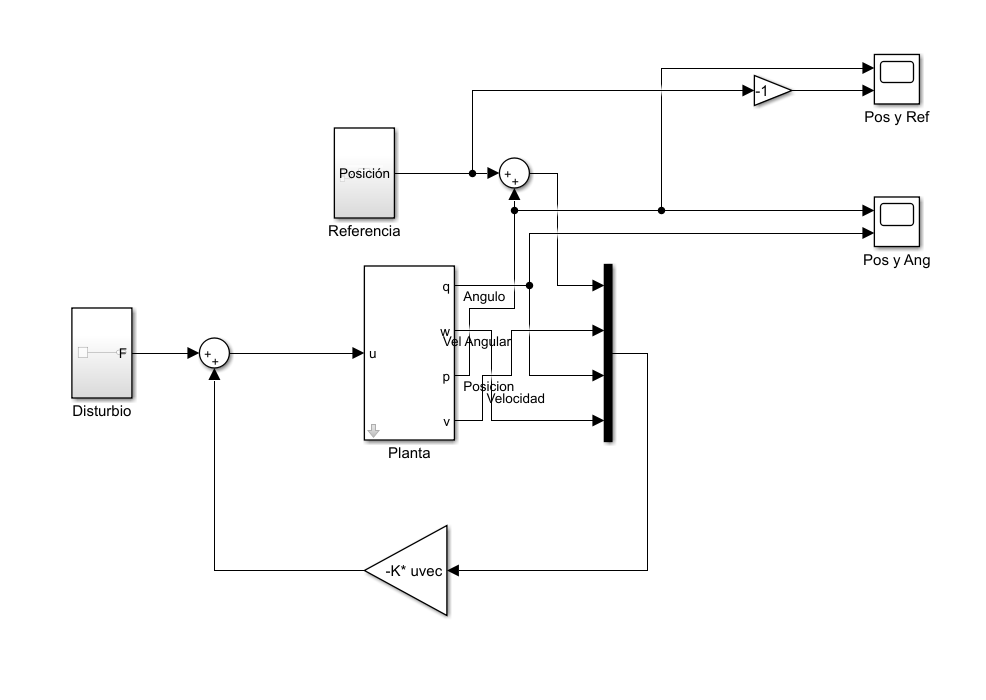 -1
Pos y Ref
Posición
+
+
Referencia
Pos y Ang
q
Angulo
w
Vel Angular
F
+
+
u
p
Posicion
Velocidad
v
Disturbio
Planta
-K* uvec